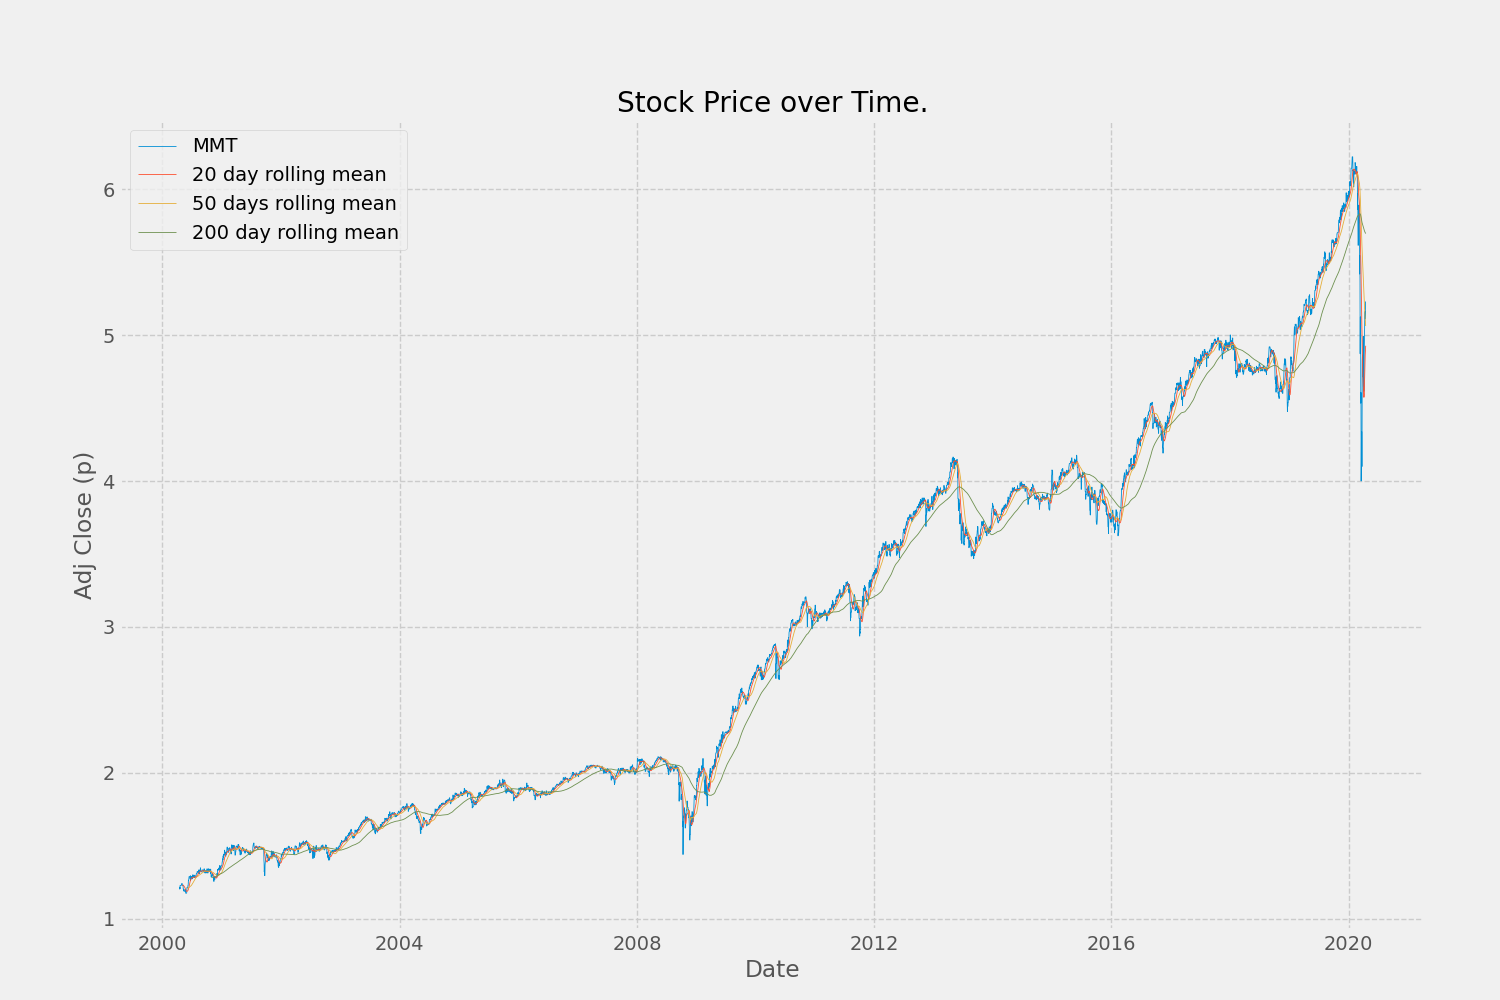 Stock Price over Time.
MMT
20 day rolling mean
50 days rolling mean
200 day rolling mean
6
5
4
3
2
1
Adj Close (p)
2000 2004 2008 2012 2016 2020
Date